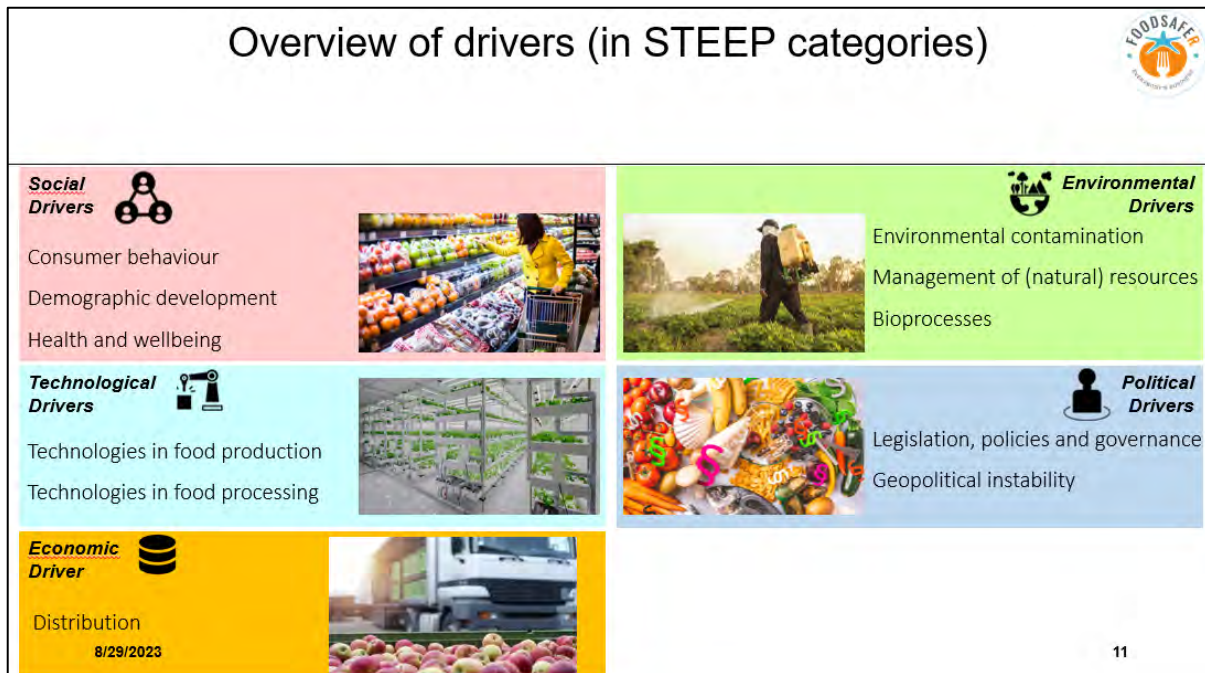 Overview of drivers (in STEEP categories)
FOODSAFER
Social
Drivers
Consumer behaviour
Demographic development
Health and wellbeing
Environmental
Drivers
Environmental contamination
Management of (natural) resources
Bioprocesses
Technological
Drivers
Technologies in food production
Technologies in food processing
Political
Drivers
Legislation, policies and governance
Geopolitical instability
Economic
Driver
Distribution
8/29/2023
11